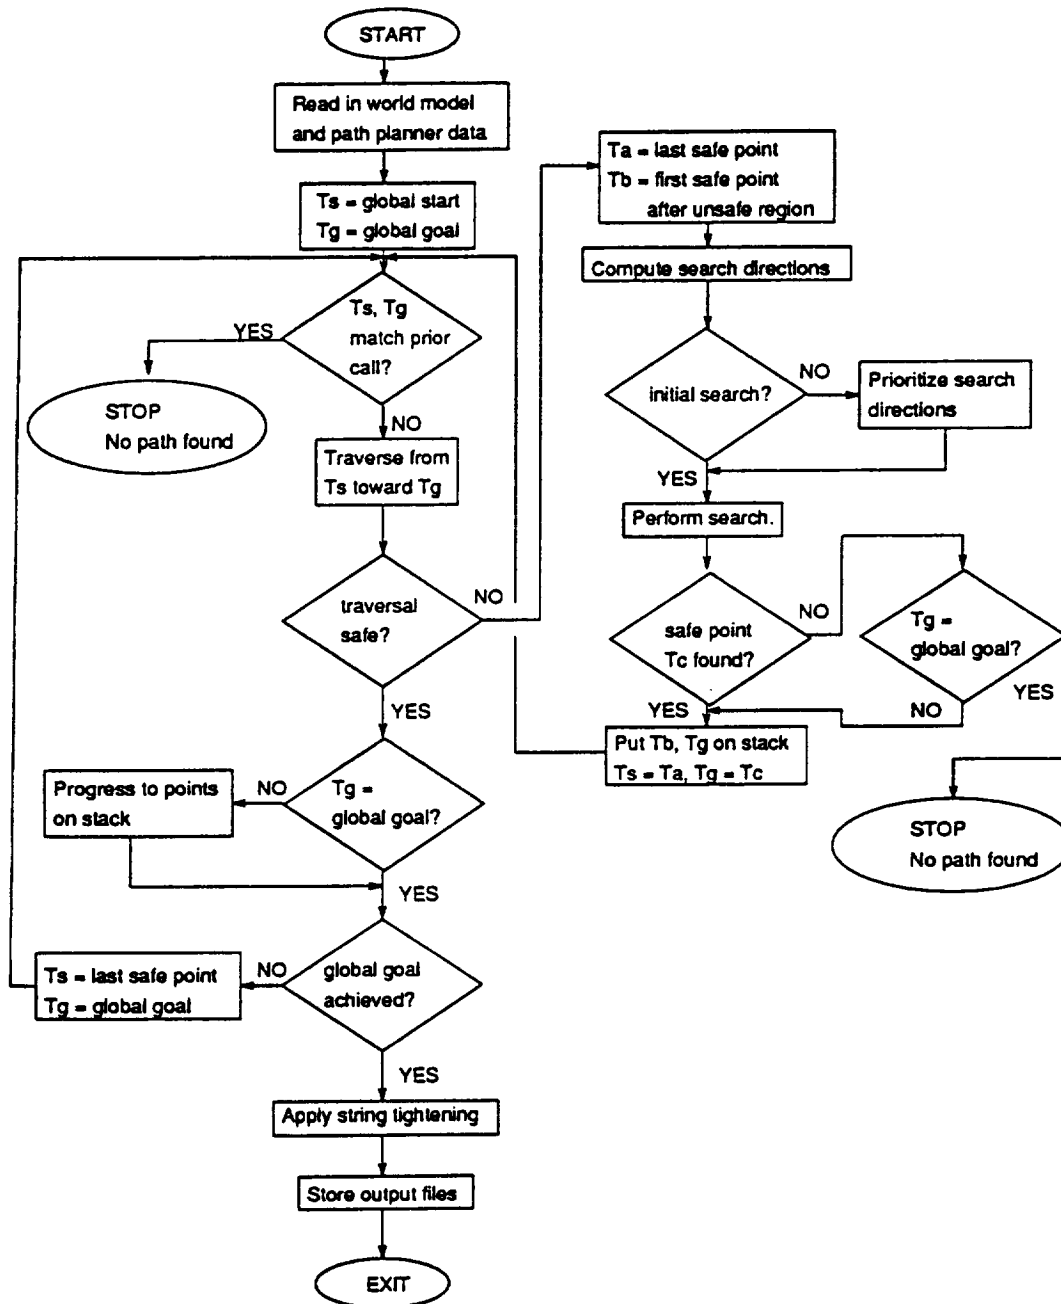 START
Read in world model
and path planner data
Ts = global start
Tg = global goal
Ts, Tg
match prior
call?
YES
STOP
No path found
NO
Traverse from
Ts toward Tg
traversal
safe?
NO
YES
Tg =
global goal?
NO
Progress to points
on stack
YES
global goal
achieved?
NO
Ts = last safe point
Tg = global goal
YES
Apply string tightening
Store output files
EXIT
Ta = last safe point
Tb = first safe point
after unsafe region
Compute search directions
initial search?
NO
Prioritize search
directions
YES
Perform search.
safe point
Tc found?
NO
Tg =
global goal?
YES
NO
YES
Put Tb, Tg on stack
Ts = Ta, Tg = Tc
STOP
No path found